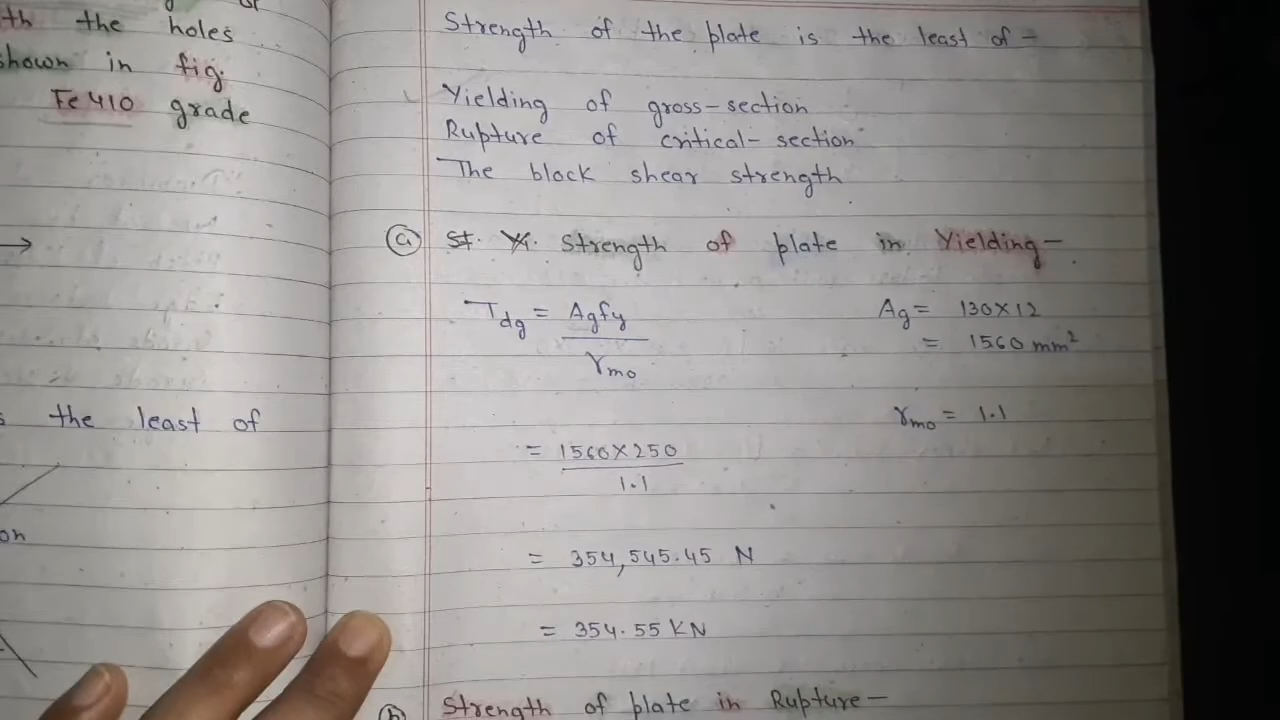 th the holes
shown in fig.
Fe410 grade
the least of
on
Strength of the plate is the least of -
Yielding of gross-section
Rupture of critical-section
The block shear strength
(a) St. Yi. Strength of plate in Yielding-
Tdg = Agfy / γmo
Ag = 130×12
= 1560 mm²
γmo = 1.1
= 1560×250 / 1.1
= 354,545.45 N
= 354.55 KN
(b) Strength of plate in Rupture-